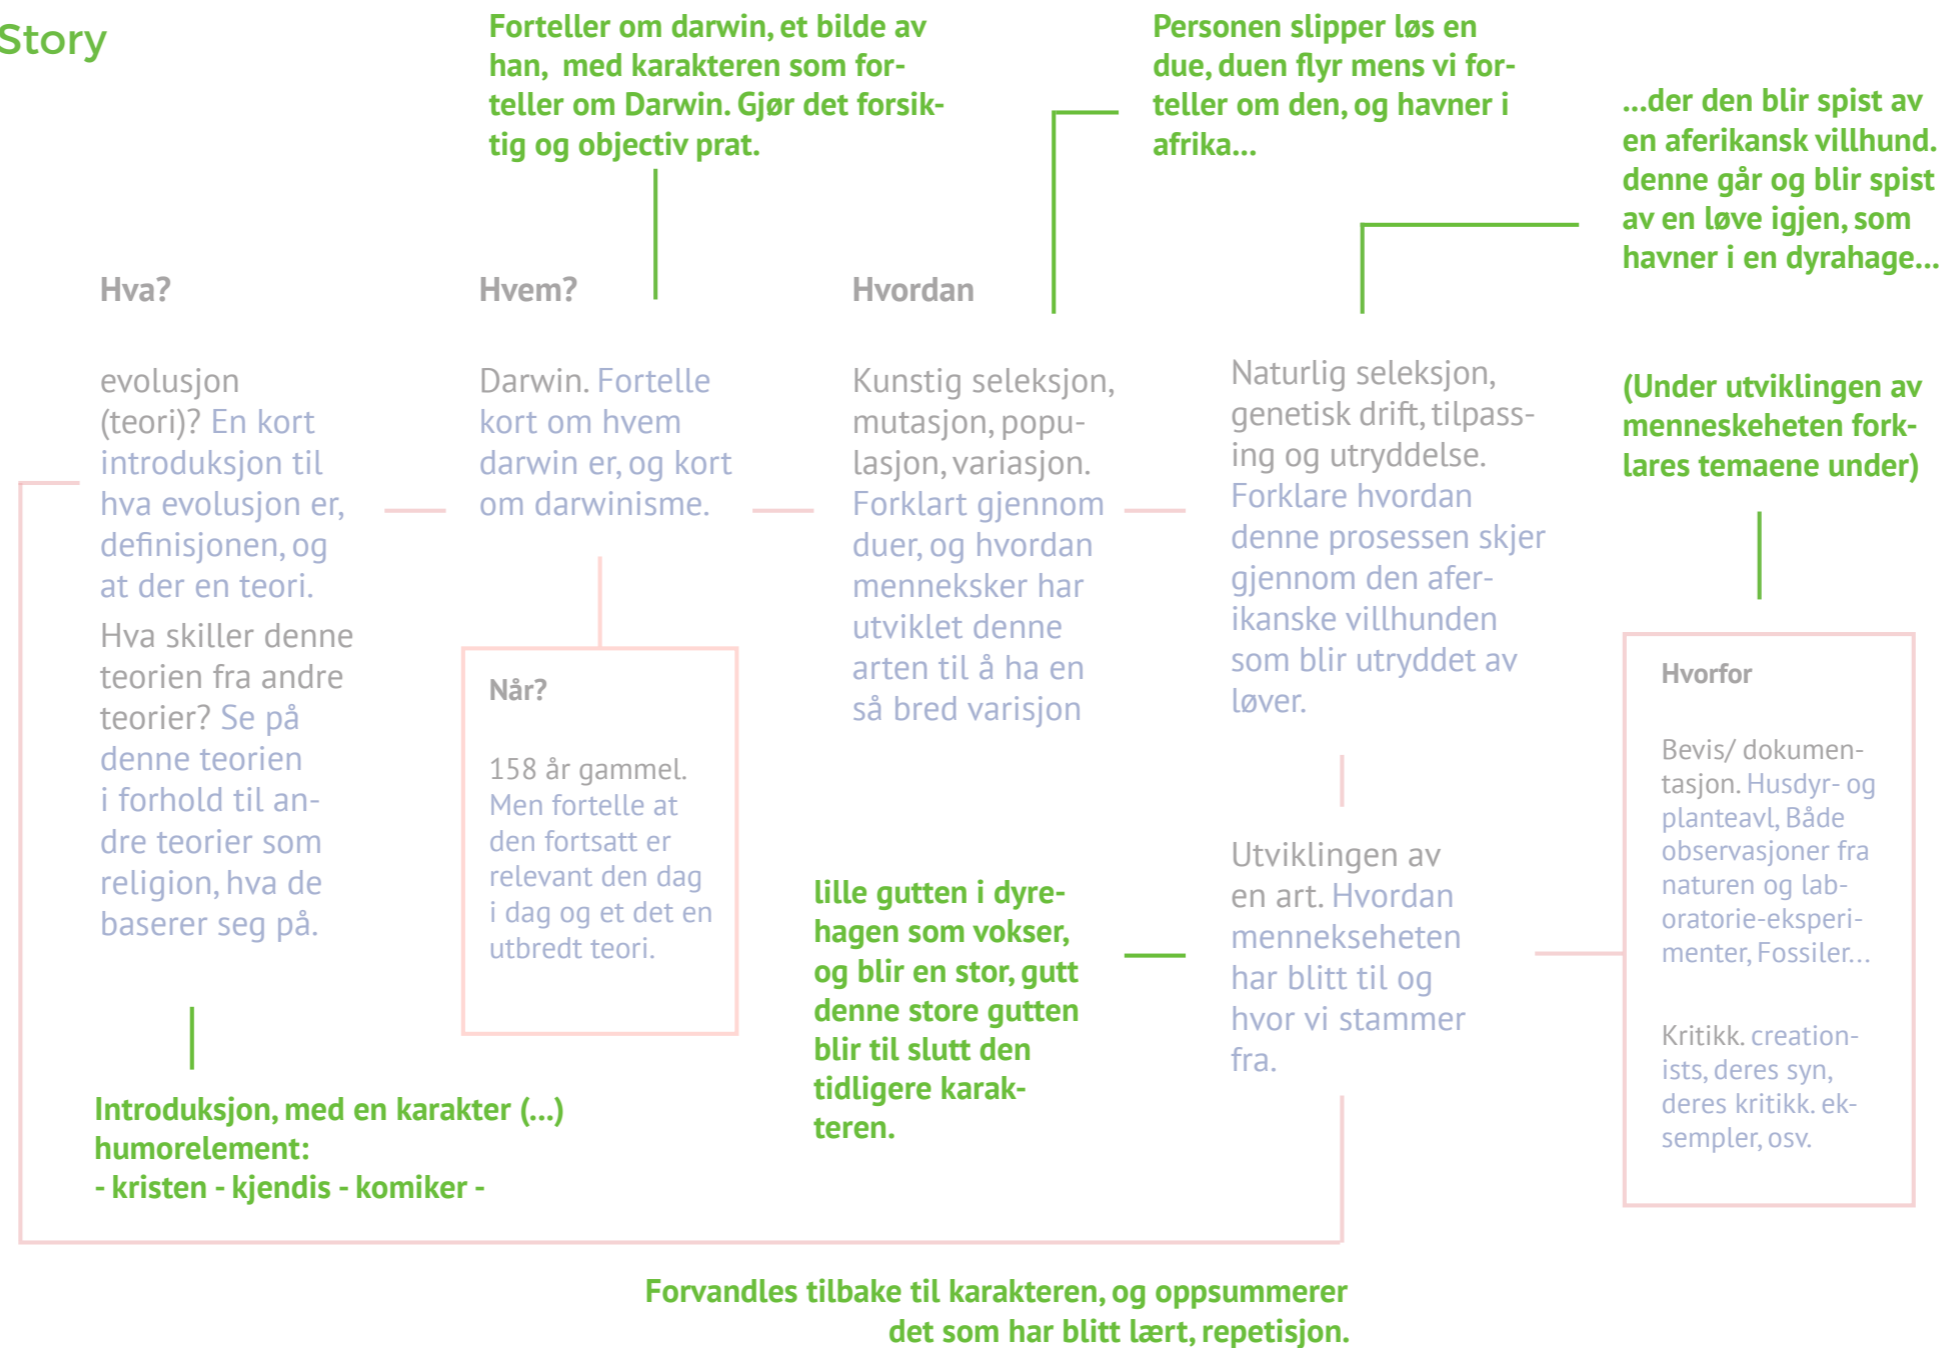 Story
Forteller om darwin, et bilde av
han,  med karakteren som for-
teller om Darwin. Gjør det forsik-
tig og objectiv prat.
Personen slipper løs en
due, duen flyr mens vi for-
teller om den, og havner i
afrika...
...der den blir spist av
en aferikansk villhund.
denne går og blir spist
av en løve igjen, som
havner i en dyrahage...
Hva?
evolusjon
(teori)? En kort
introduksjon til
hva evolusjon er,
definisjonen, og
at der en teori.
Hva skiller denne
teorien fra andre
teorier? Se på
denne teorien
i forhold til an-
dre teorier som
religion, hva de
baserer seg på.
Introduksjon, med en karakter (...)
humorelement:
- kristen - kjendis - komiker -
Hvem?
Darwin. Fortelle
kort om hvem
darwin er, og kort
om darwinisme.
Når?
158 år gammel.
Men fortelle at
den fortsatt er
relevant den dag
i dag og et det en
utbredt teori.
Hvordan
Kunstig seleksjon,
mutasjon, popu-
lasjon, variasjon.
Forklart gjennom
duer, og hvordan
menneksker har
utviklet denne
arten til å ha en
så bred varisjon
Naturlig seleksjon,
genetisk drift, tilpass-
ing og utryddelse.
Forklare hvordan
denne prosessen skjer
gjennom den afer-
ikanske villhunden
som blir utryddet av
løver.
lille gutten i dyre-
hagen som vokser,
og blir en stor, gutt
denne store gutten
blir til slutt den
tidligere karak-
teren.
Utviklingen av
en art. Hvordan
mennekseheten
har blitt til og
hvor vi stammer
fra.
(Under utviklingen av
menneskeheten fork-
lares temaene under)
Hvorfor
Bevis/ dokumen-
tasjon. Husdyr- og
planteavl, Både
observasjoner fra
naturen og lab-
oratorie-eksperi-
menter, Fossiler...
Kritikk. creation-
ists, deres syn,
deres kritikk. ek-
sempler, osv.
Forvandles tilbake til karakteren, og oppsummerer
det som har blitt lært, repetisjon.